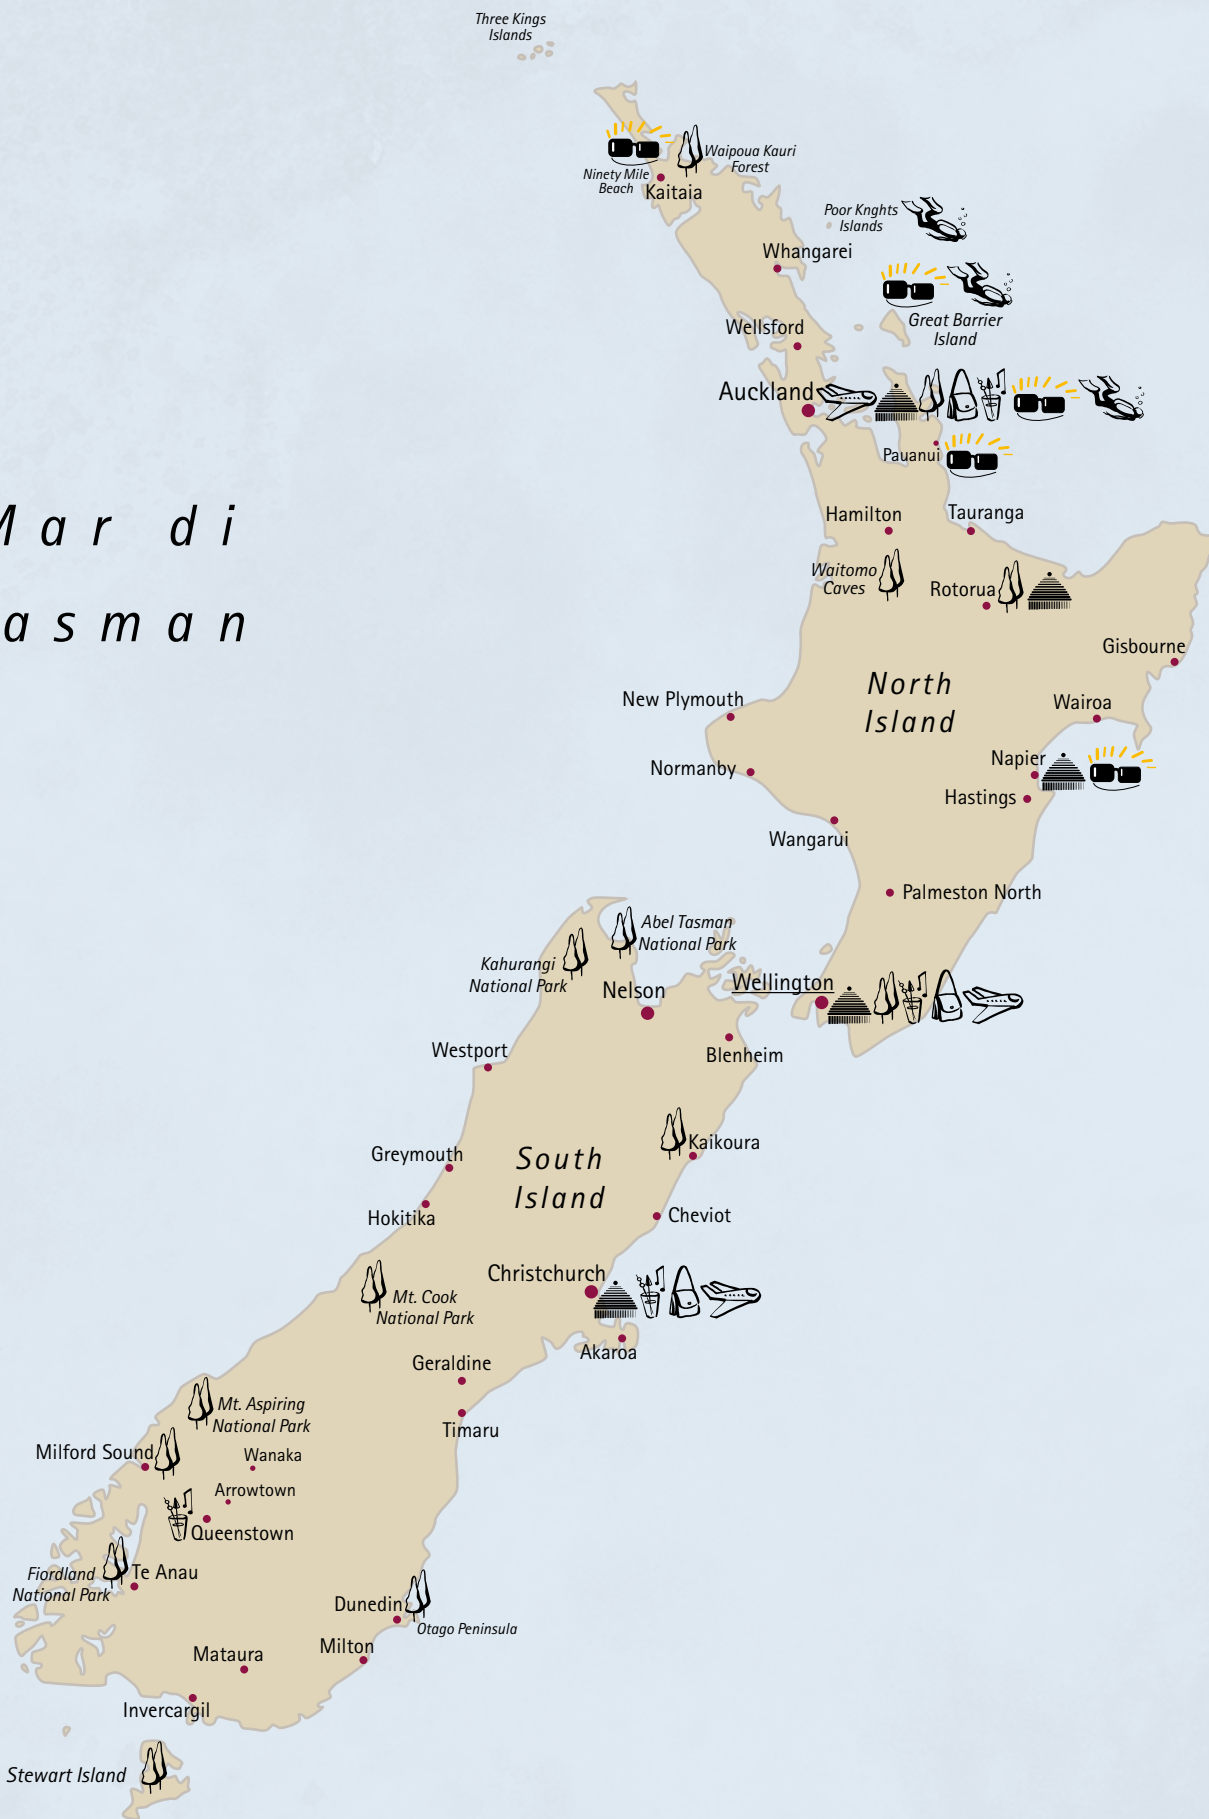 Three Kings
Islands
Waipoua Kauri
Forest
Ninety Mile
Beach
Kaitaia
Poor Knghts
Islands
Whangarei
Great Barrier
Island
Wellsford
Auckland
Pauanui
Mar di
asman
Hamilton
Tauranga
Waitomo
Caves
Rotorua
Gisbourne
North
Island
New Plymouth
Wairoa
Napier
Normanby
Hastings
Wangarui
Palmeston North
Abel Tasman
National Park
Kahurangi
National Park
Nelson
Wellington
Westport
Blenheim
Kaikoura
Greymouth
South
Island
Hokitika
Cheviot
Christchurch
Mt. Cook
National Park
Akaroa
Geraldine
Mt. Aspiring
National Park
Timaru
Milford Sound
Wanaka
Arrowtown
Queenstown
Fiordland
National Park
Te Anau
Dunedin
Otago Peninsula
Milton
Mataura
Invercargil
Stewart Island